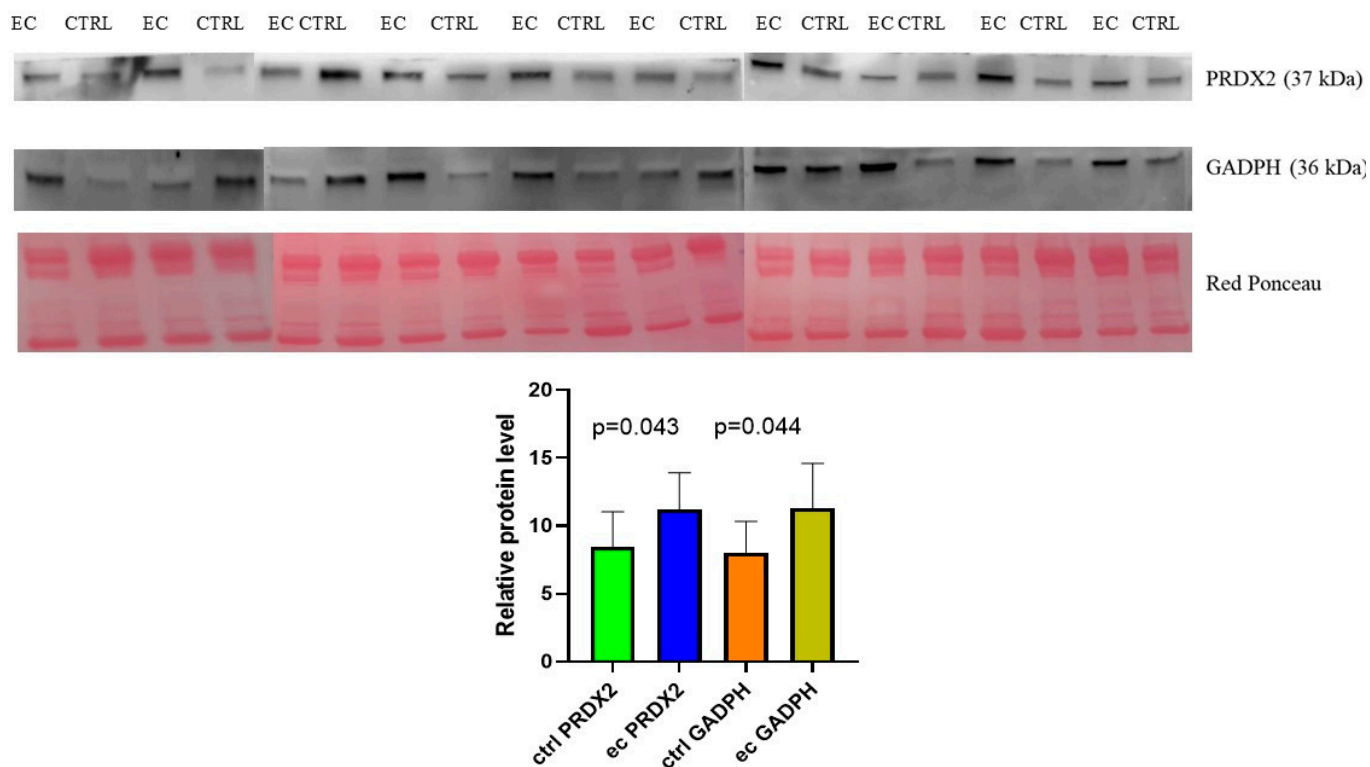 EC CTRL EC CTRL EC CTRL EC CTRL EC CTRL EC CTRL EC CTRL EC CTRL EC CTRL EC CTRL
PRDX2 (37 kDa)
GADPH (36 kDa)
Red Ponceau
20
p=0.043 p=0.044
15
10
5
0
Relative protein level
ctrl PRDX2
ec PRDX2
ctrl GADPH
ec GADPH